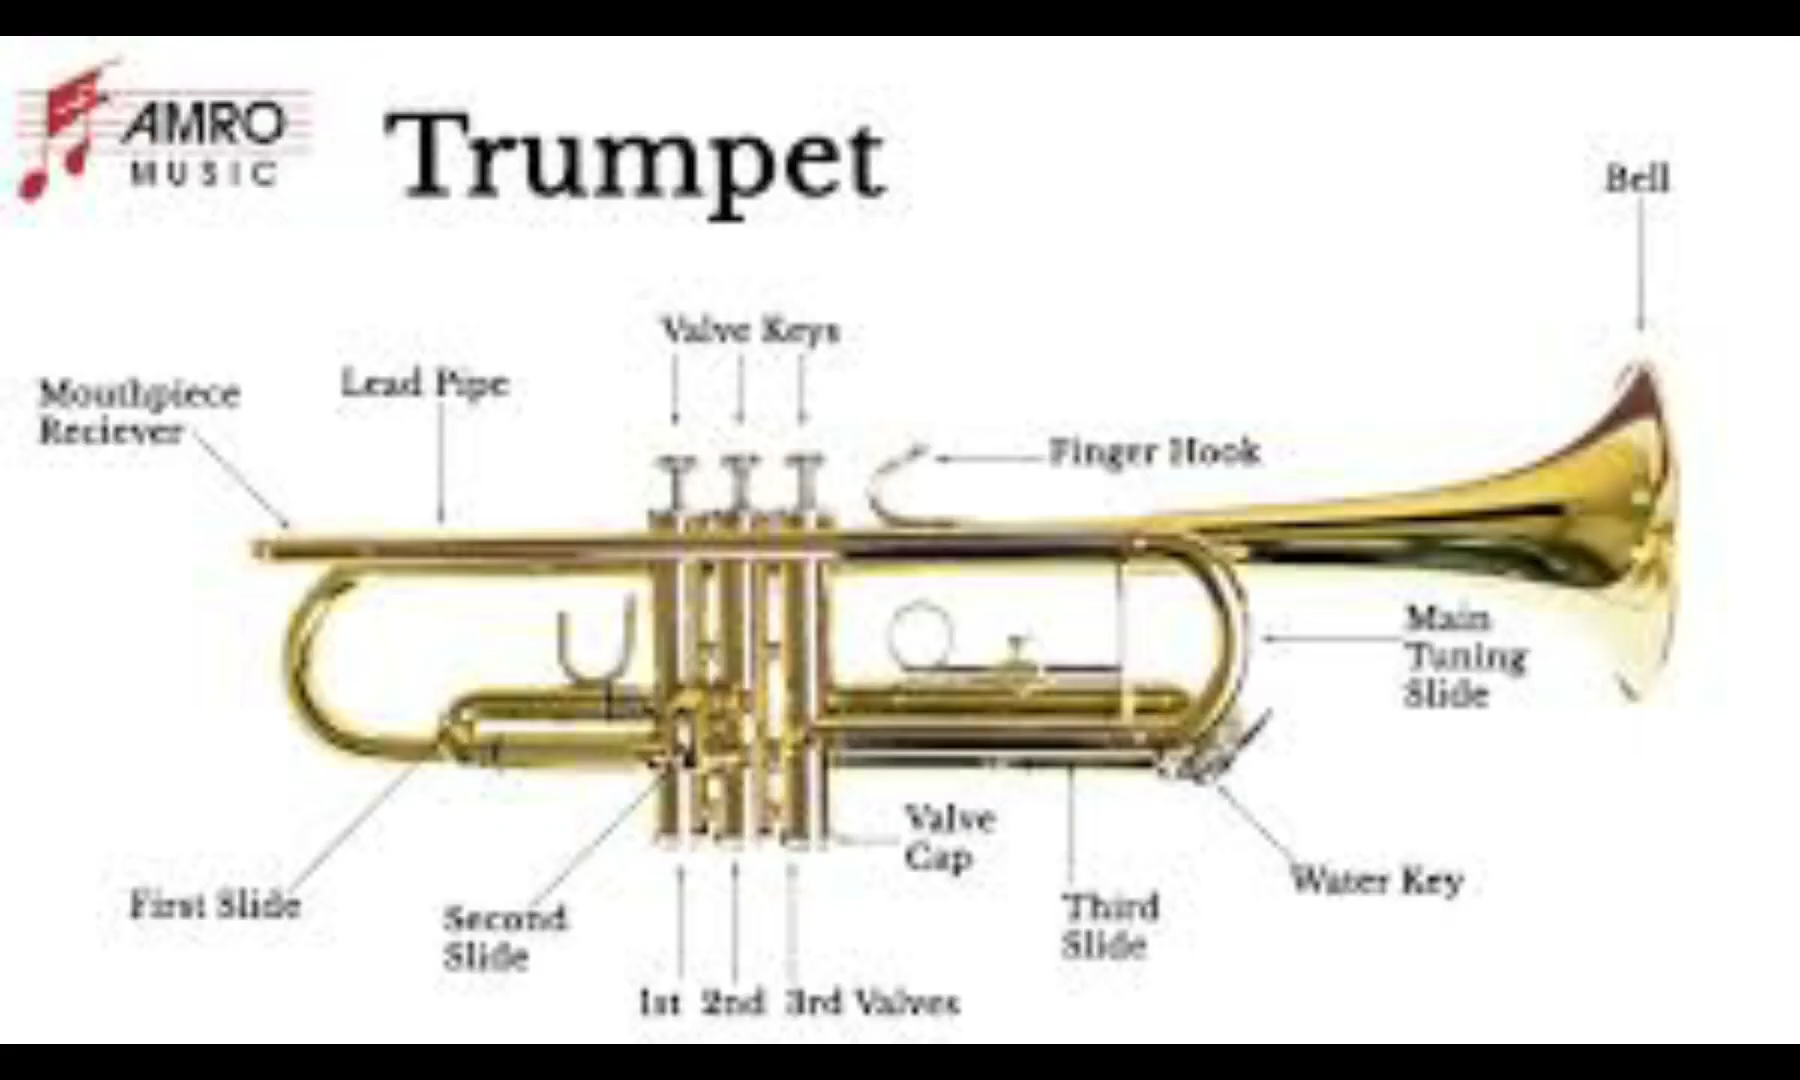 AMRO
MUSIC
Trumpet
Bell
Valve Keys
Mouthpiece
Reciever
Lead Pipe
Finger Hook
Main
Tuning
Slide
Valve
Cap
First Slide
Second
Slide
Third
Slide
Water Key
1st 2nd 3rd Valves